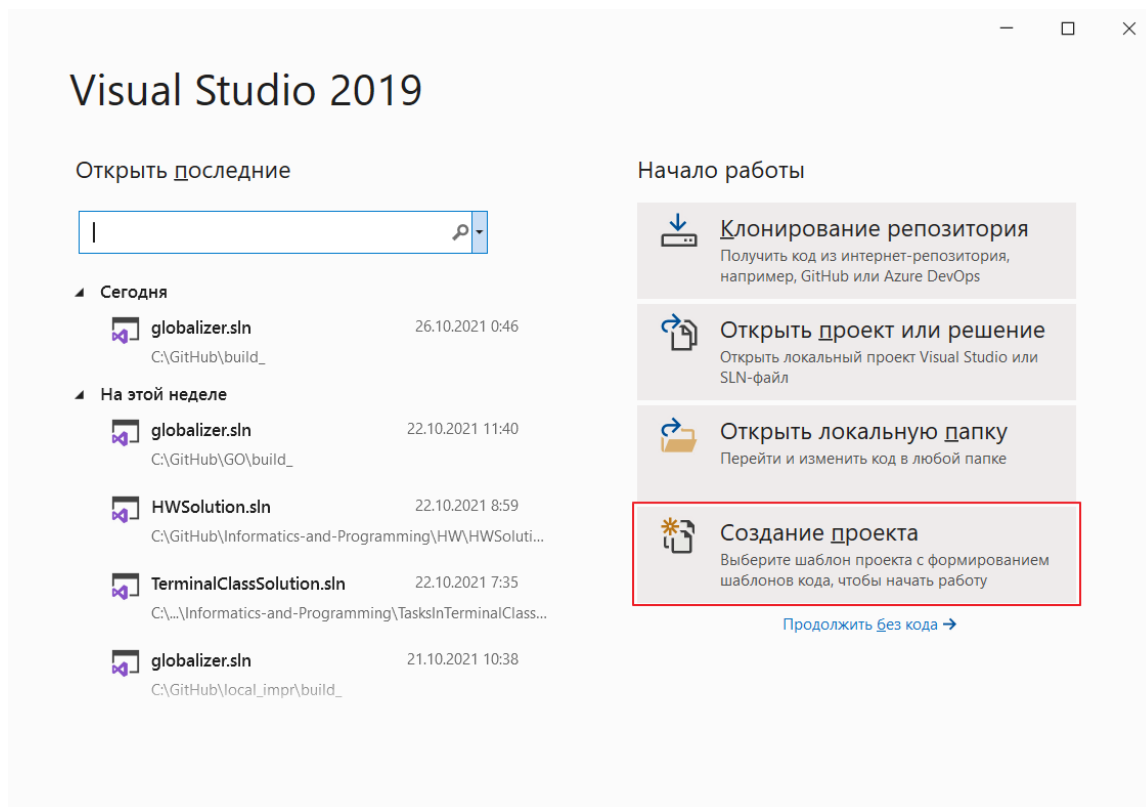 Visual Studio 2019
Открыть последние
Сегодня
globalizer.sln 26.10.2021 0:46
C:\GitHub\build_
На этой неделе
globalizer.sln 22.10.2021 11:40
C:\GitHub\GO\build_
HWSolution.sln 22.10.2021 8:59
C:\GitHub\Informatics-and-Programming\HW\HWSoluti...
TerminalClassSolution.sln 22.10.2021 7:35
C:\...\Informatics-and-Programming\TasksInTerminalClass...
globalizer.sln 21.10.2021 10:38
C:\GitHub\local_impr\build_
Начало работы
Клонирование репозитория
Получить код из интернет-репозитория,
например, GitHub или Azure DevOps
Открыть проект или решение
Открыть локальный проект Visual Studio или
SLN-файл
Открыть локальную папку
Перейти и изменить код в любой папке
Создание проекта
Выберите шаблон проекта с формированием
шаблонов кода, чтобы начать работу
Продолжить без кода →